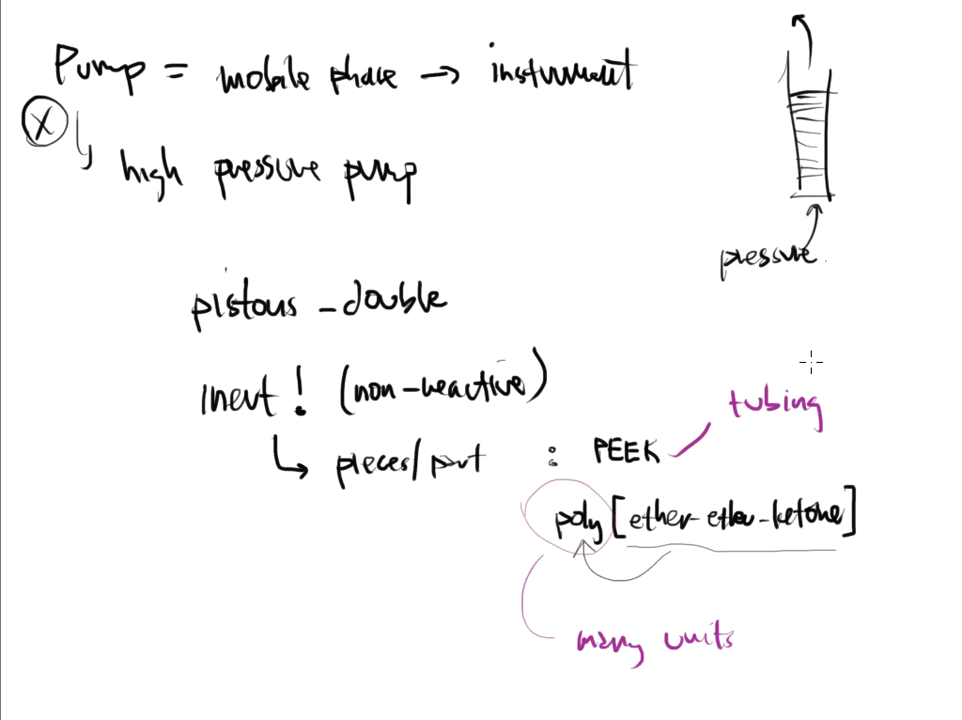 Pump = mobile phase → instrument
X
↳ high pressure pump
pressure.
pistons - double
inert! (non-reactive)
↳ pieces/part : PEEK
tubing
poly[ether-ether-ketone]
many units